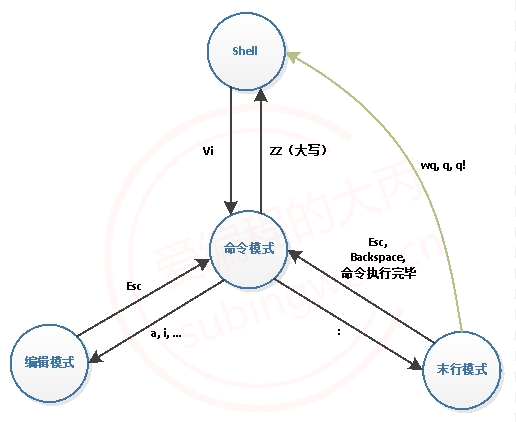 Shell
Vi
ZZ（大写）
wq, q, q!
命令模式
Esc,
Backspace,
命令执行完毕
Esc
a, i, ...
:
编辑模式
末行模式
爱编程的大丙
subingwen.cn